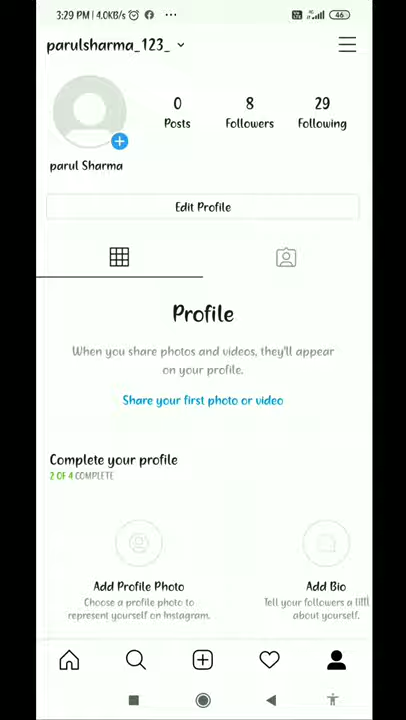 3:29 PM | 4.0KB/s ... 46
parulsharma_123_
0 8 29
Posts Followers Following
parul Sharma
Edit Profile
Profile
When you share photos and videos, they'll appear
on your profile.
Share your first photo or video
Complete your profile
2 OF 4 COMPLETE
Add Profile Photo Add Bio
Choose a profile photo to Tell your followers a
represent yourself on Instagram. about yourself.